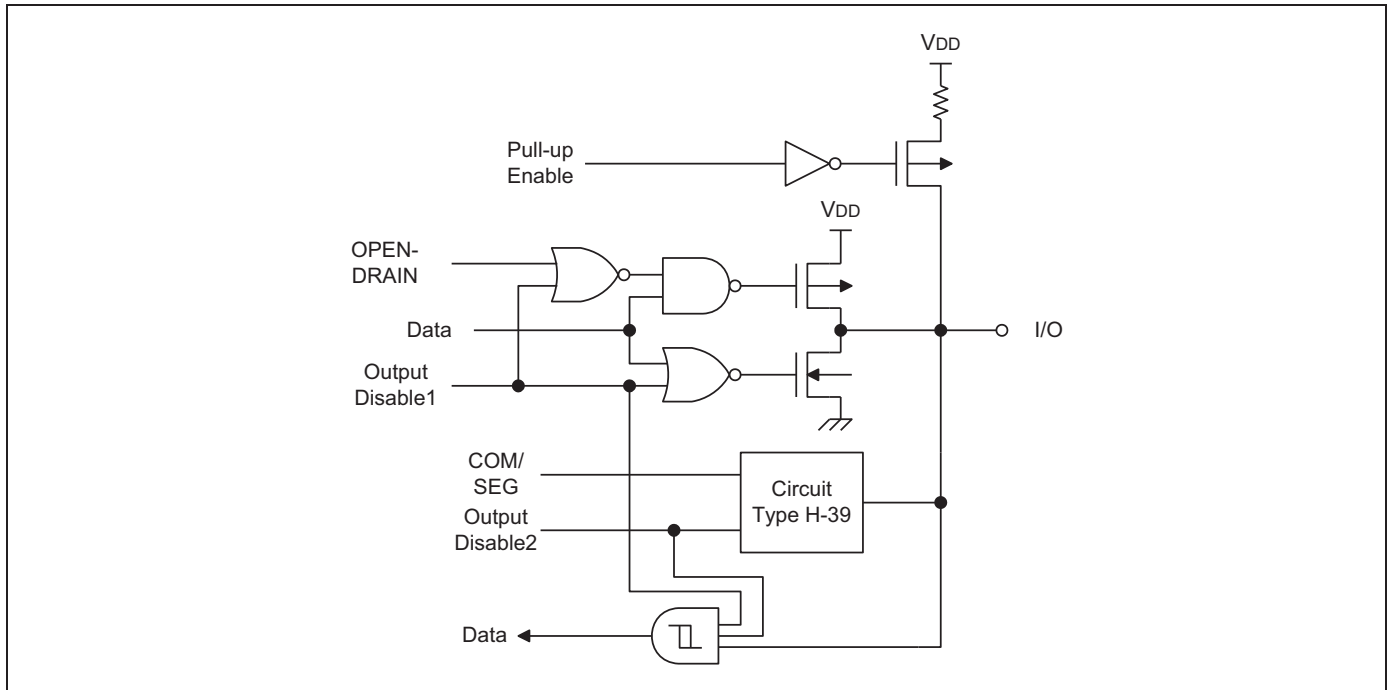 VDD
Pull-up
Enable
VDD
OPEN-
DRAIN
Data
I/O
Output
Disable1
COM/
SEG
Circuit
Type H-39
Output
Disable2
Data